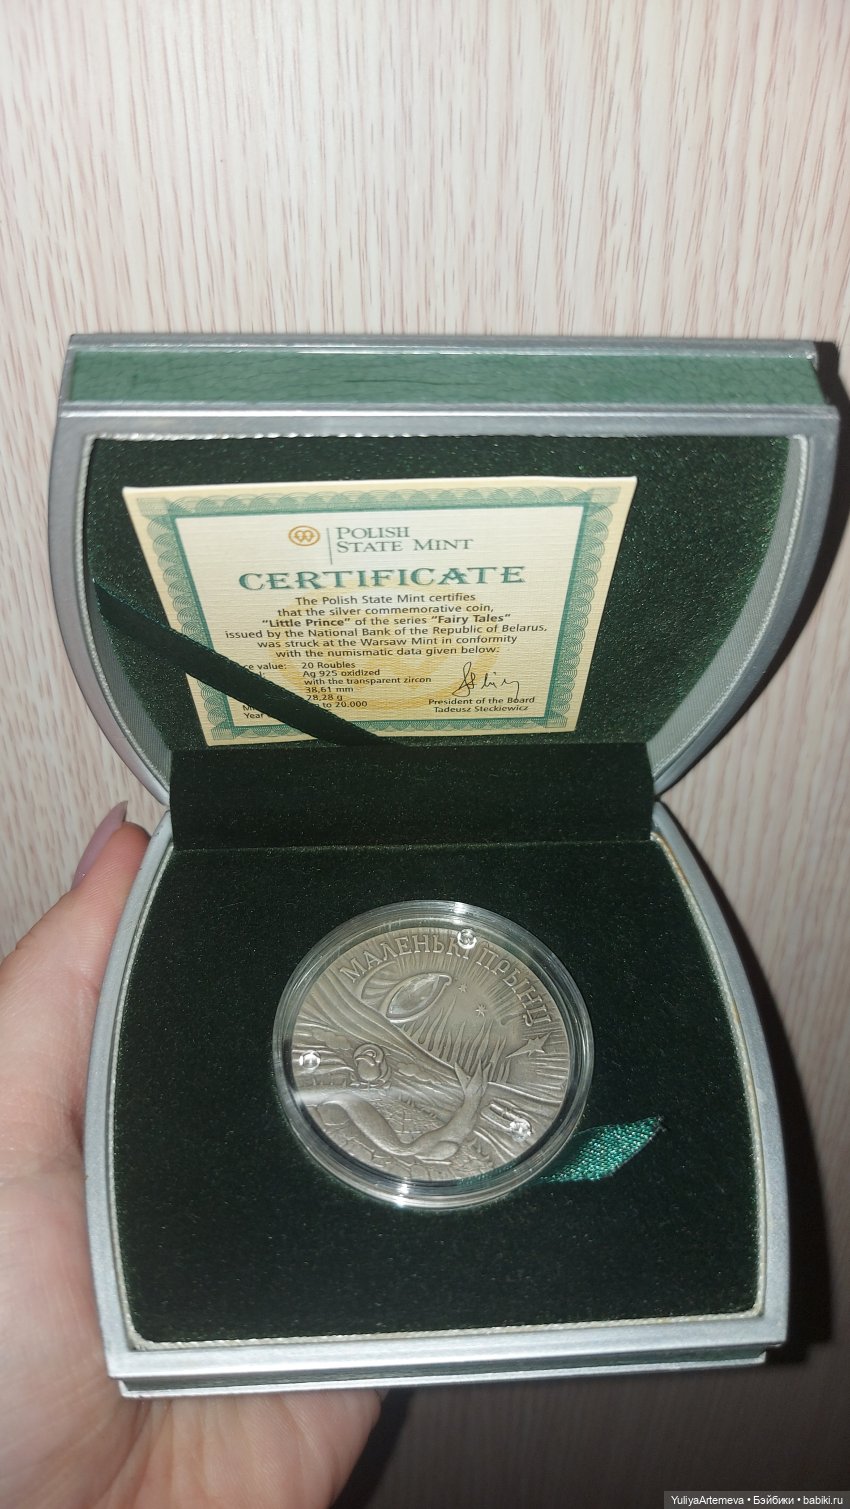 POLISH
STATE MINT
CERTIFICATE
The Polish State Mint certifies
that the silver commemorative coin,
“Little Prince” of the series “Fairy Tales”
issued by the National Bank of the Republic of Belarus,
was struck at the Warsaw Mint in conformity
with the numismatic data given below:
value: 20 Roubles
Ag 925 oxidized
with the transparent zircon
38,61 mm
28,28 g
to 20.000
Year
President of the Board
Tadeusz Steckiewicz
МАЛЕНЬКІ ПРЫНЦ
YuliyaArtemeva • Бэйбики • babiki.ru